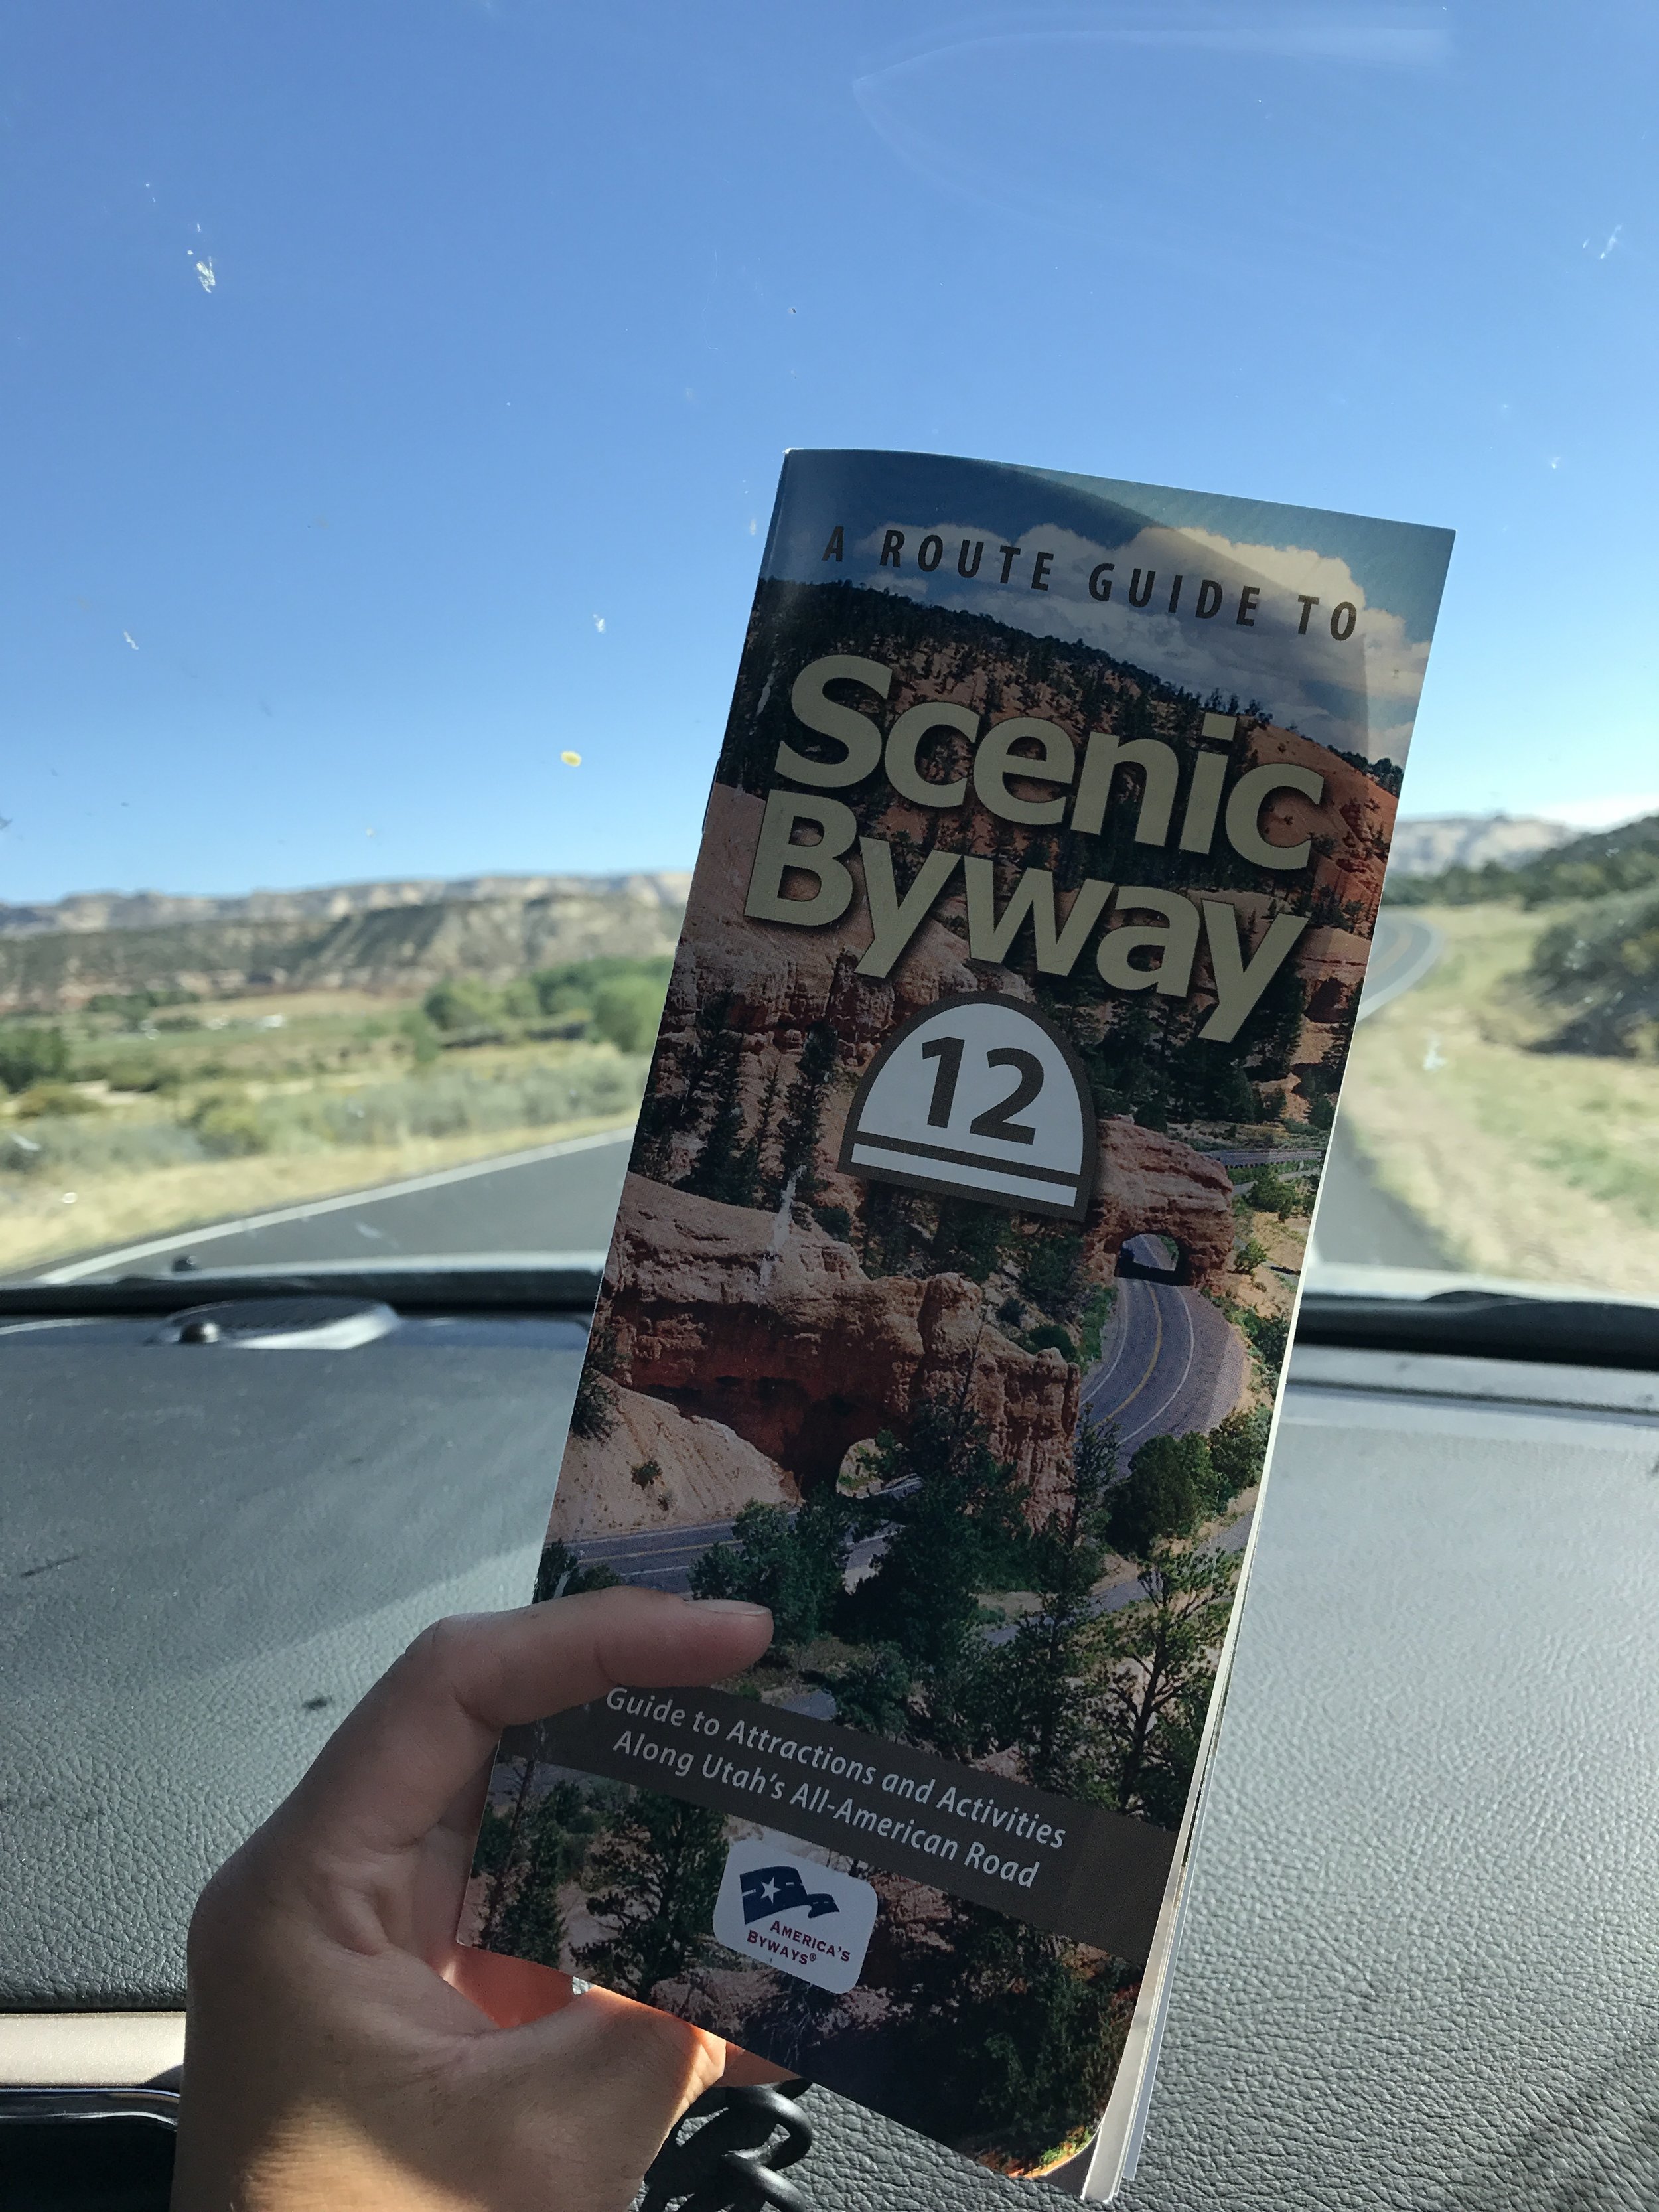 A ROUTE GUIDE TO
Scenic
Byway
12
Guide to Attractions and Activities
Along Utah's All-American Road
AMERICA'S
BYWAYS®